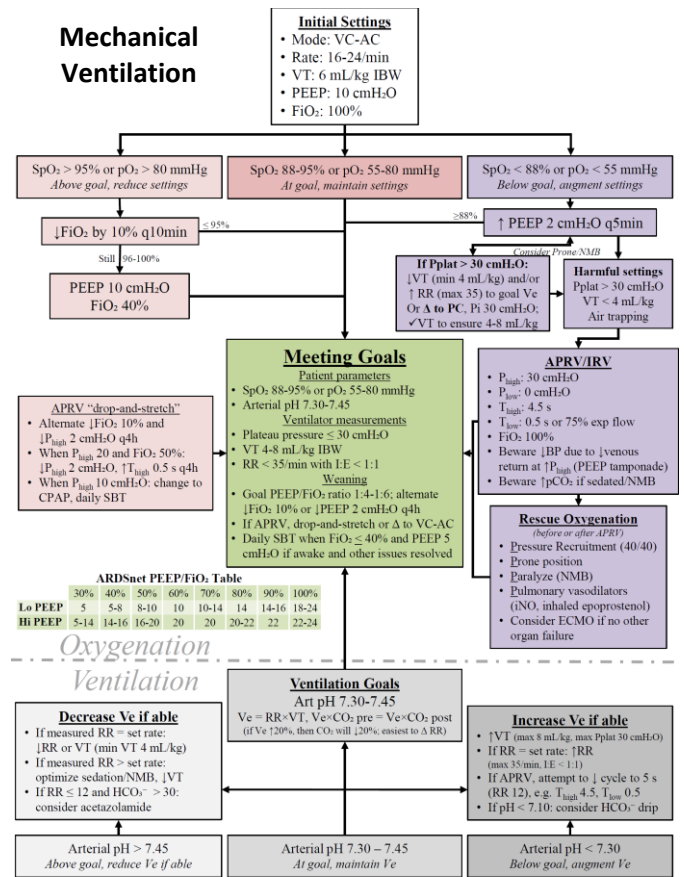 Mechanical
Ventilation
Initial Settings
• Mode: VC-AC
• Rate: 16-24/min
• VT: 6 mL/kg IBW
• PEEP: 10 cmH₂O
• FiO₂: 100%
SpO₂ > 95% or pO₂ > 80 mmHg
Above goal, reduce settings
SpO₂ 88-95% or pO₂ 55-80 mmHg
At goal, maintain settings
SpO₂ < 88% or pO₂ < 55 mmHg
Below goal, augment settings
↓FiO₂ by 10% q10min
≤ 95%
≥88%
↑ PEEP 2 cmH₂O q5min
Still 96-100%
Consider Prone/NMB
PEEP 10 cmH₂O
FiO₂ 40%
If Pplat > 30 cmH₂O:
↓VT (min 4 mL/kg) and/or
↑ RR (max 35) to goal Ve
Or Δ to PC, Pi 30 cmH₂O;
✓VT to ensure 4-8 mL/kg
Harmful settings
Pplat > 30 cmH₂O
VT < 4 mL/kg
Air trapping
Meeting Goals
Patient parameters
• SpO₂ 88-95% or pO₂ 55-80 mmHg
• Arterial pH 7.30-7.45
Ventilator measurements
• Plateau pressure ≤ 30 cmH₂O
• VT 4-8 mL/kg IBW
• RR < 35/min with I:E < 1:1
Weaning
• Goal PEEP/FiO₂ ratio 1:4-1:6; alternate
↓FiO₂ 10% or ↓PEEP 2 cmH₂O q4h
• If APRV, drop-and-stretch or Δ to VC-AC
• Daily SBT when FiO₂ ≤ 40% and PEEP 5
cmH₂O if awake and other issues resolved
APRV “drop-and-stretch”
• Alternate ↓FiO₂ 10% and
↓P high 2 cmH₂O q4h
• When P high 20 and FiO₂ 50%:
↓P high 2 cmH₂O, ↑T high 0.5 s q4h
• When P high 10 cmH₂O: change to
CPAP, daily SBT
APRV/IRV
• P high: 30 cmH₂O
• P low: 0 cmH₂O
• T high: 4.5 s
• T low: 0.5 s or 75% exp flow
• FiO₂ 100%
• Beware ↓BP due to ↓venous
return at ↑P high (PEEP tamponade)
• Beware ↑pCO₂ if sedated/NMB
Rescue Oxygenation
(before or after APRV)
• Pressure Recruitment (40/40)
• Prone position
• Paralyze (NMB)
• Pulmonary vasodilators
(iNO, inhaled epoprostenol)
• Consider ECMO if no other
organ failure
ARDSnet PEEP/FiO₂ Table
30% 40% 50% 60% 70% 80% 90% 100%
Lo PEEP 5 5-8 8-10 10 10-14 14 14-16 18-24
Hi PEEP 5-14 14-16 16-20 20 20 20-22 22 22-24
Oxygenation
Ventilation
Ventilation Goals
Art pH 7.30-7.45
Ve = RR×VT, Ve×CO₂ pre = Ve×CO₂ post
(if Ve ↑20%, then CO₂ will ↓20%; easiest to Δ RR)
Decrease Ve if able
• If measured RR = set rate:
↓RR or VT (min VT 4 mL/kg)
• If measured RR > set rate:
optimize sedation/NMB, ↓VT
• If RR ≤ 12 and HCO₃⁻ > 30:
consider acetazolamide
Increase Ve if able
• ↑VT (max 8 mL/kg, max Pplat 30 cmH₂O)
• If RR = set rate: ↑RR
(max 35/min, I:E < 1:1)
• If APRV, attempt to ↓ cycle to 5 s
(RR 12), e.g. T high 4.5, T low 0.5
• If pH < 7.10: consider HCO₃⁻ drip
Arterial pH > 7.45
Above goal, reduce Ve if able
Arterial pH 7.30 – 7.45
At goal, maintain Ve
Arterial pH < 7.30
Below goal, augment Ve